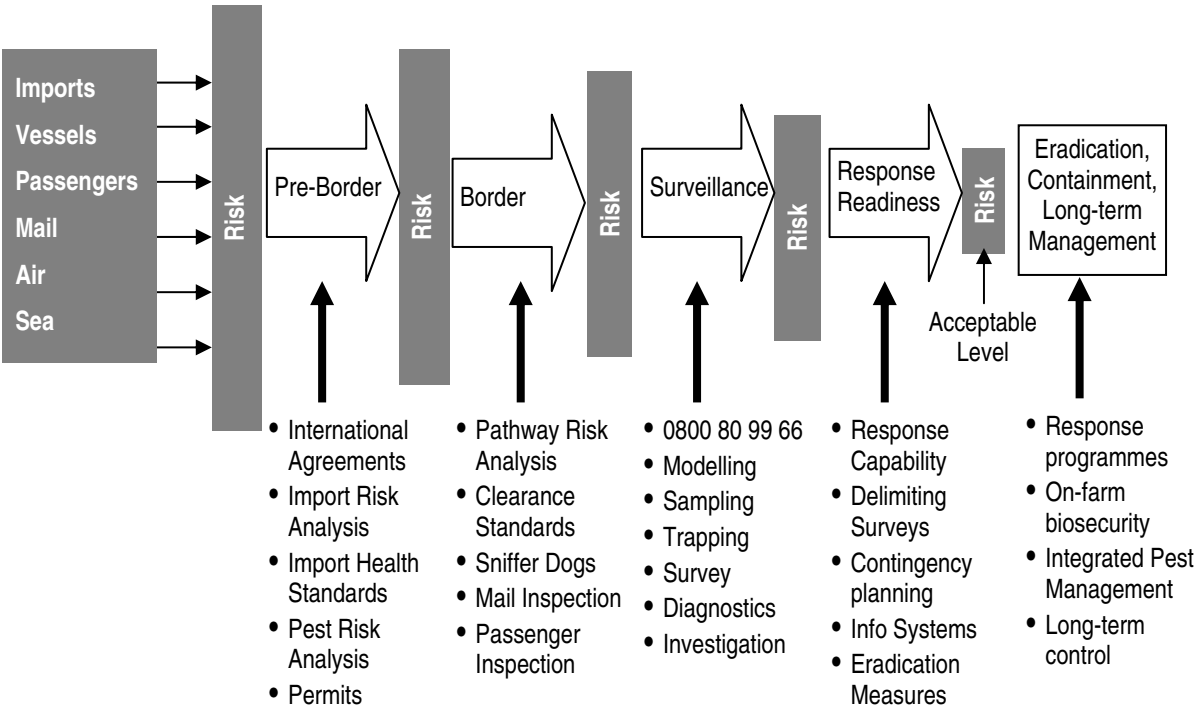 Imports
Vessels
Passengers
Mail
Air
Sea
Risk
Pre-Border
Risk
Border
Risk
Surveillance
Risk
Response
Readiness
Risk
Acceptable
Level
Eradication,
Containment,
Long-term
Management
• International
Agreements
• Import Risk
Analysis
• Import Health
Standards
• Pest Risk
Analysis
• Permits
• Pathway Risk
Analysis
• Clearance
Standards
• Sniffer Dogs
• Mail Inspection
• Passenger
Inspection
• 0800 80 99 66
• Modelling
• Sampling
• Trapping
• Survey
• Diagnostics
• Investigation
• Response
Capability
• Delimiting
Surveys
• Contingency
planning
• Info Systems
• Eradication
Measures
• Response
programmes
• On-farm
biosecurity
• Integrated Pest
Management
• Long-term
control